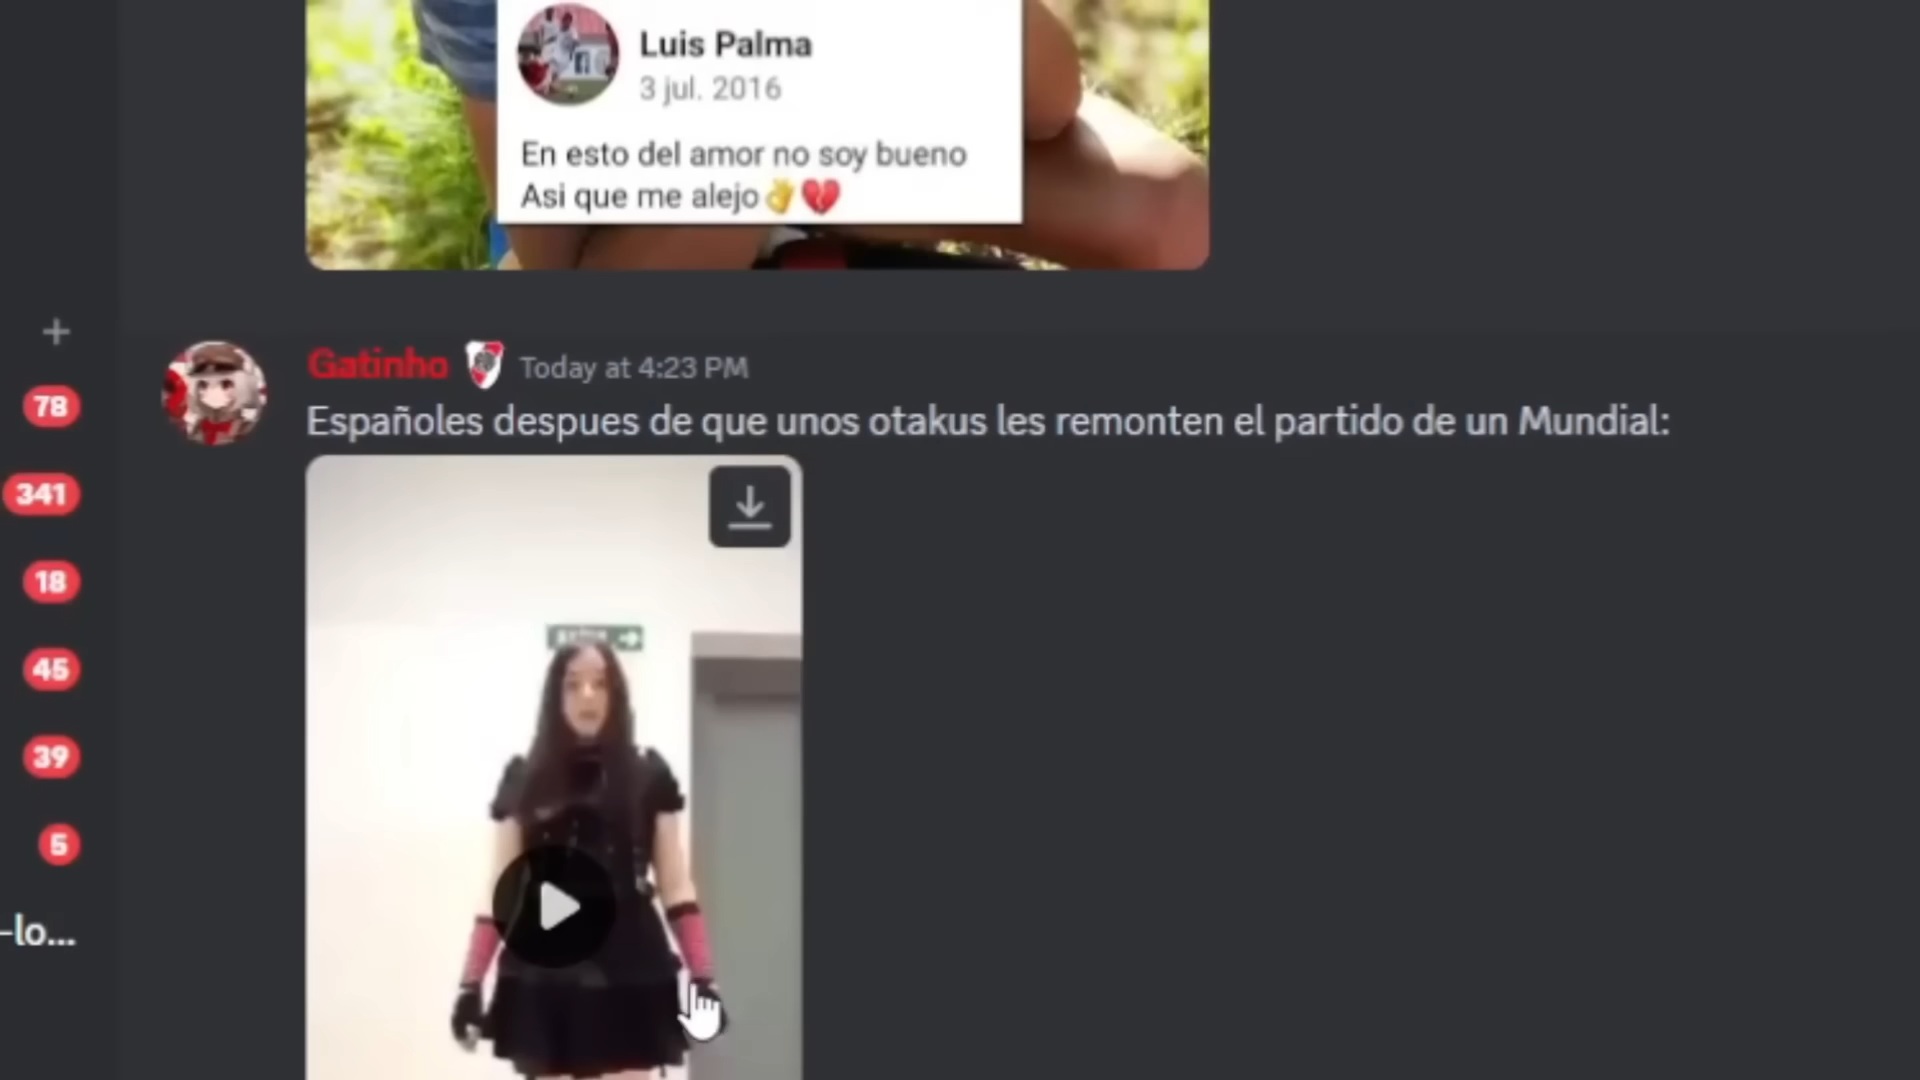 Luis Palma
3 jul. 2016
En esto del amor no soy bueno
Asi que me alejo👌💔
Gatinho Today at 4:23 PM
Españoles despues de que unos otakus les remonten el partido de un Mundial:
78
341
18
45
39
5
-lo...